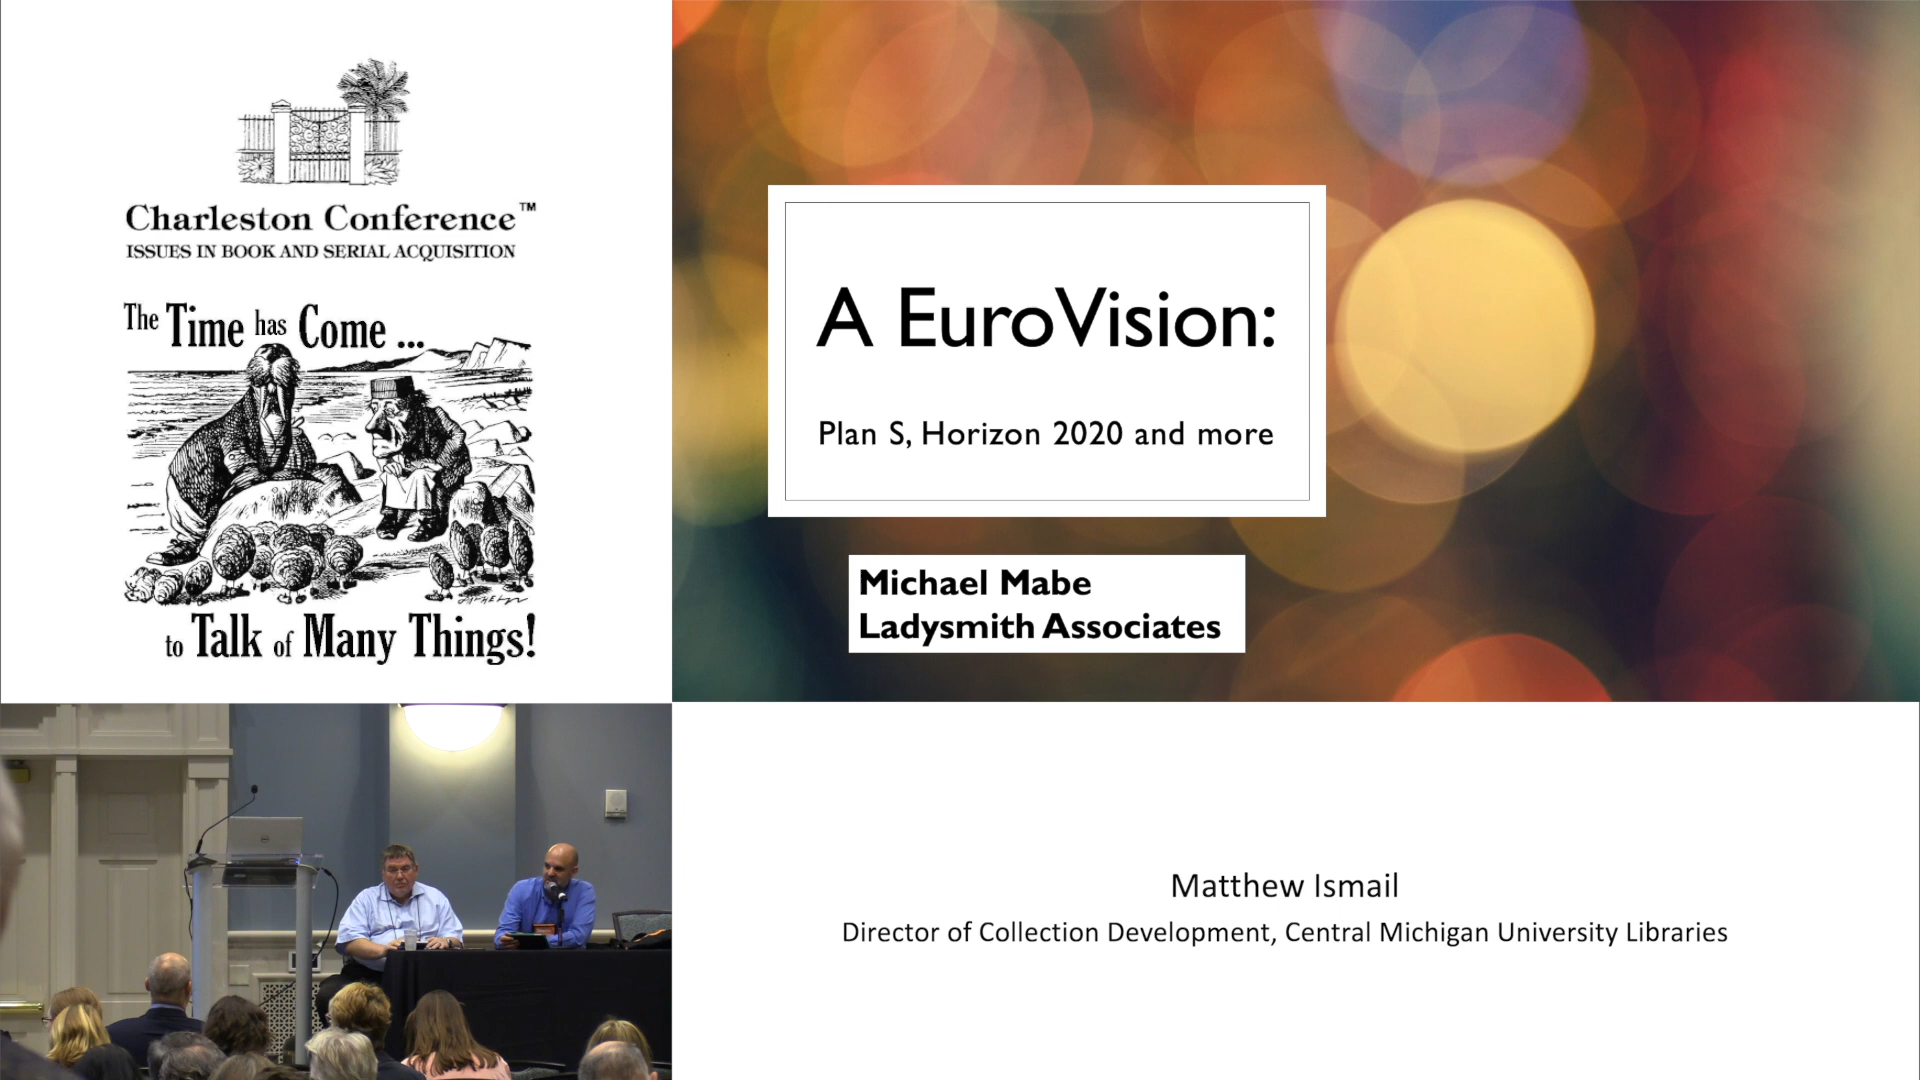 Charleston Conference™
ISSUES IN BOOK AND SERIAL ACQUISITION
The Time has Come ...
to Talk of Many Things!
A EuroVision:
Plan S, Horizon 2020 and more
Michael Mabe
Ladysmith Associates
Matthew Ismail
Director of Collection Development, Central Michigan University Libraries